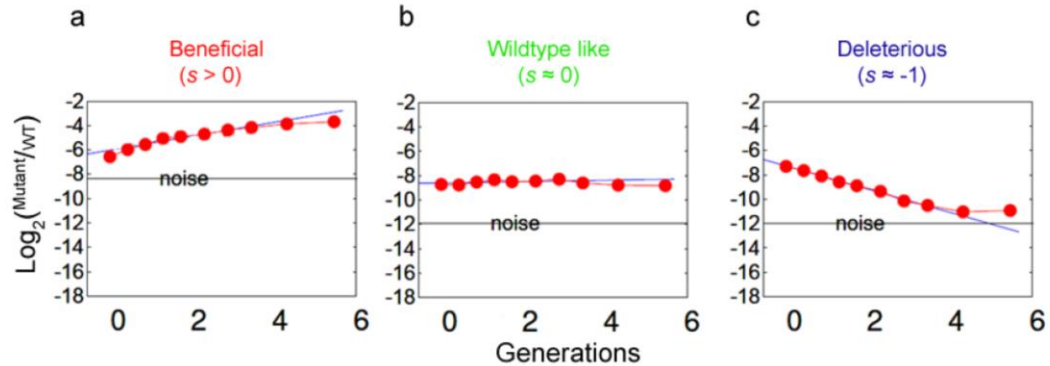 a
Beneficial
(s > 0)
b
Wildtype like
(s ≈ 0)
c
Deleterious
(s ≈ -1)
Log2(Mutant/WT)
-2
-4
-6
-8
-10
-12
-14
-16
-18
noise
0 2 4 6
-2
-4
-6
-8
-10
-12
-14
-16
-18
noise
0 2 4 6
-2
-4
-6
-8
-10
-12
-14
-16
-18
noise
0 2 4 6
Generations